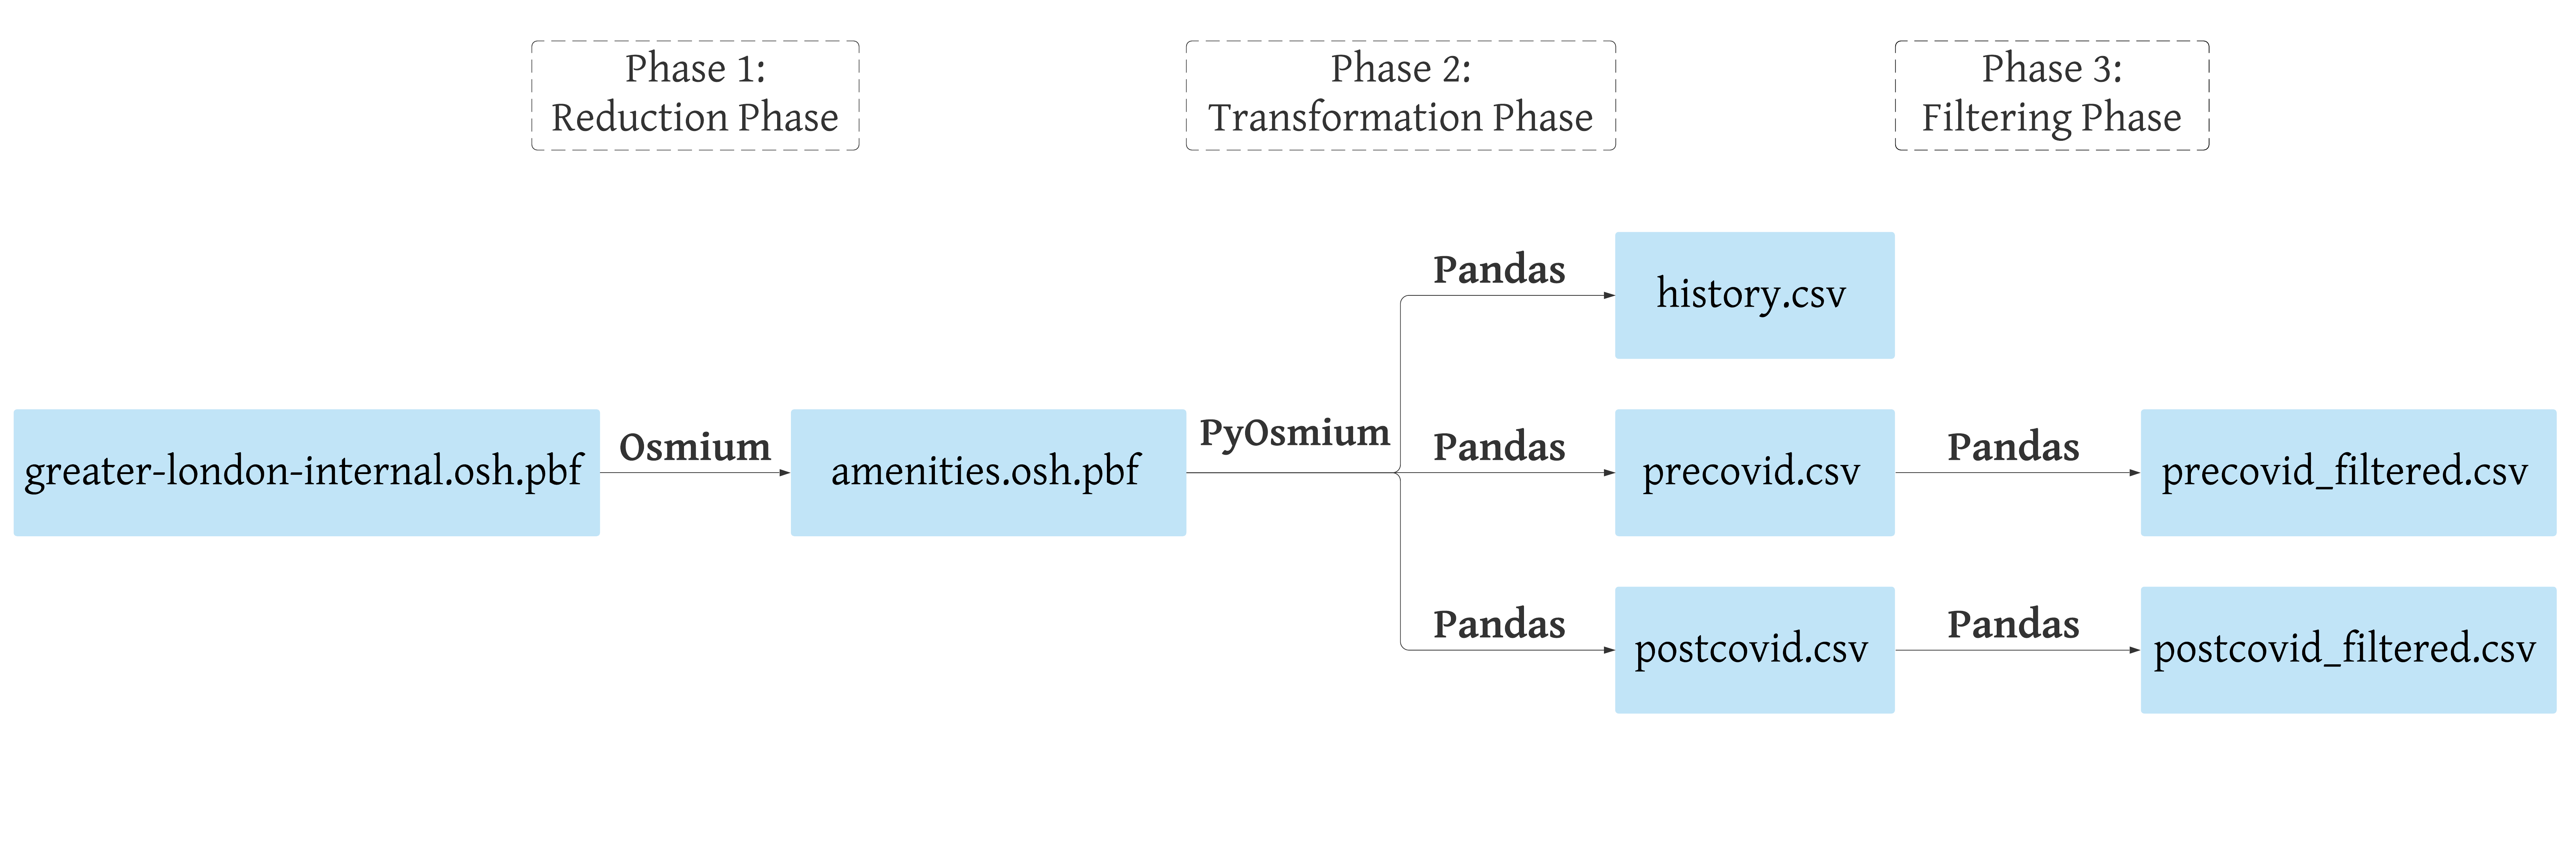 Phase 1:
Reduction Phase
Phase 2:
Transformation Phase
Phase 3:
Filtering Phase
Pandas
history.csv
greater-london-internal.osh.pbf
Osmium
amenities.osh.pbf
PyOsmium
Pandas
precovid.csv
Pandas
precovid_filtered.csv
Pandas
postcovid.csv
Pandas
postcovid_filtered.csv